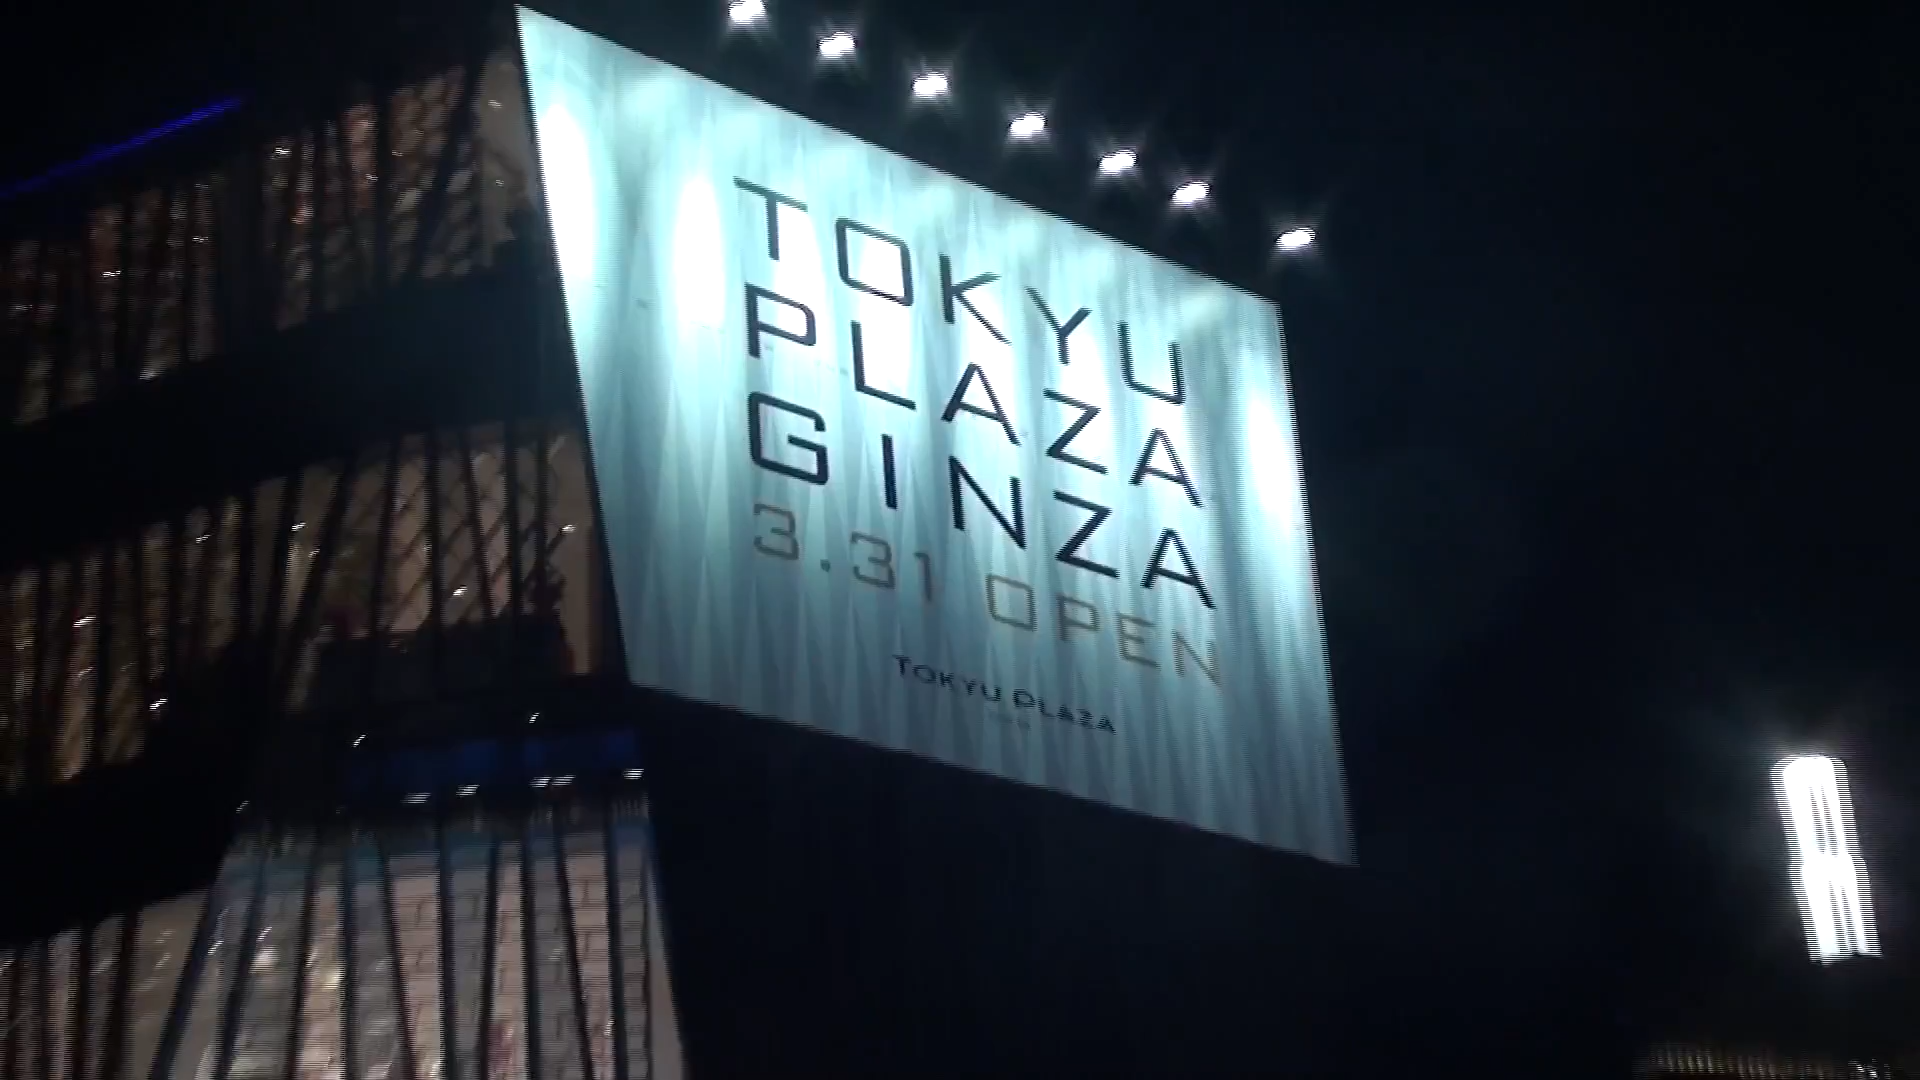 TOKYU
PLAZA
GINZA
3.31 OPEN
TOKYU PLAZA